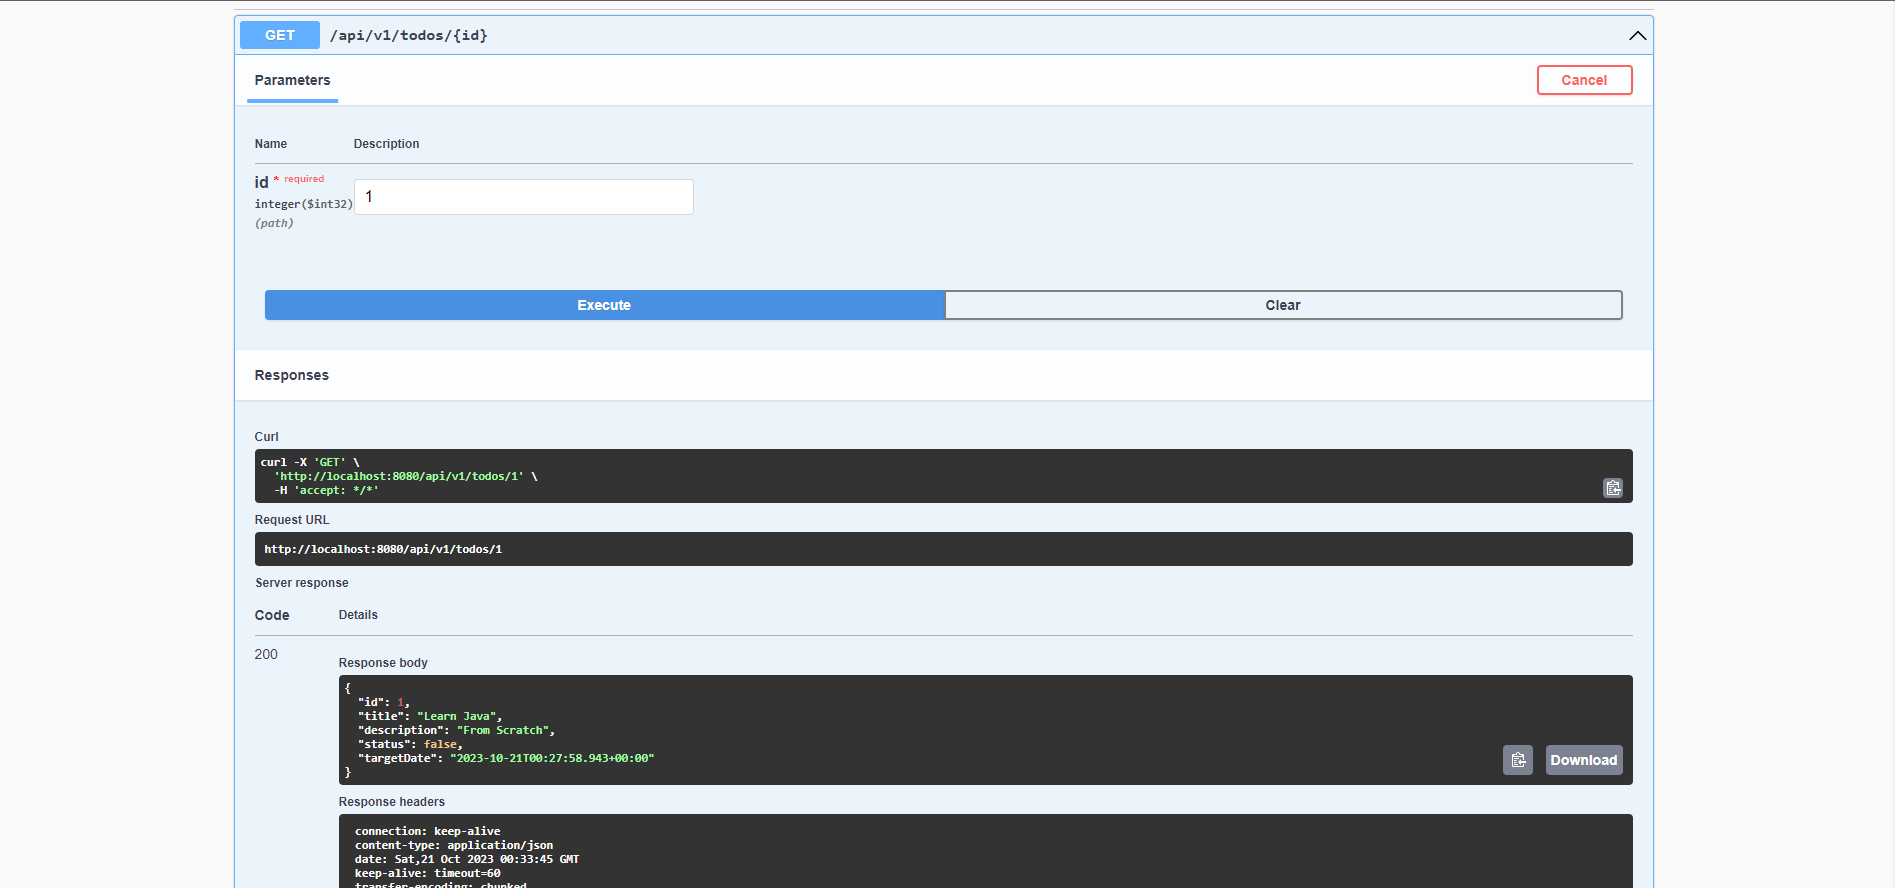 GET /api/v1/todos/{id}
Parameters
Cancel
Name Description
id * required
1
integer($int32)
(path)
Execute Clear
Responses
Curl
curl -X 'GET' \
'http://localhost:8080/api/v1/todos/1' \
-H 'accept: */*'
Request URL
http://localhost:8080/api/v1/todos/1
Server response
Code Details
200
Response body
{
"id": 1,
"title": "Learn Java",
"description": "From Scratch",
"status": false,
"targetDate": "2023-10-21T00:27:58.943+00:00"
}
Download
Response headers
connection: keep-alive
content-type: application/json
date: Sat,21 Oct 2023 00:33:45 GMT
keep-alive: timeout=60
transfer-encoding: chunked